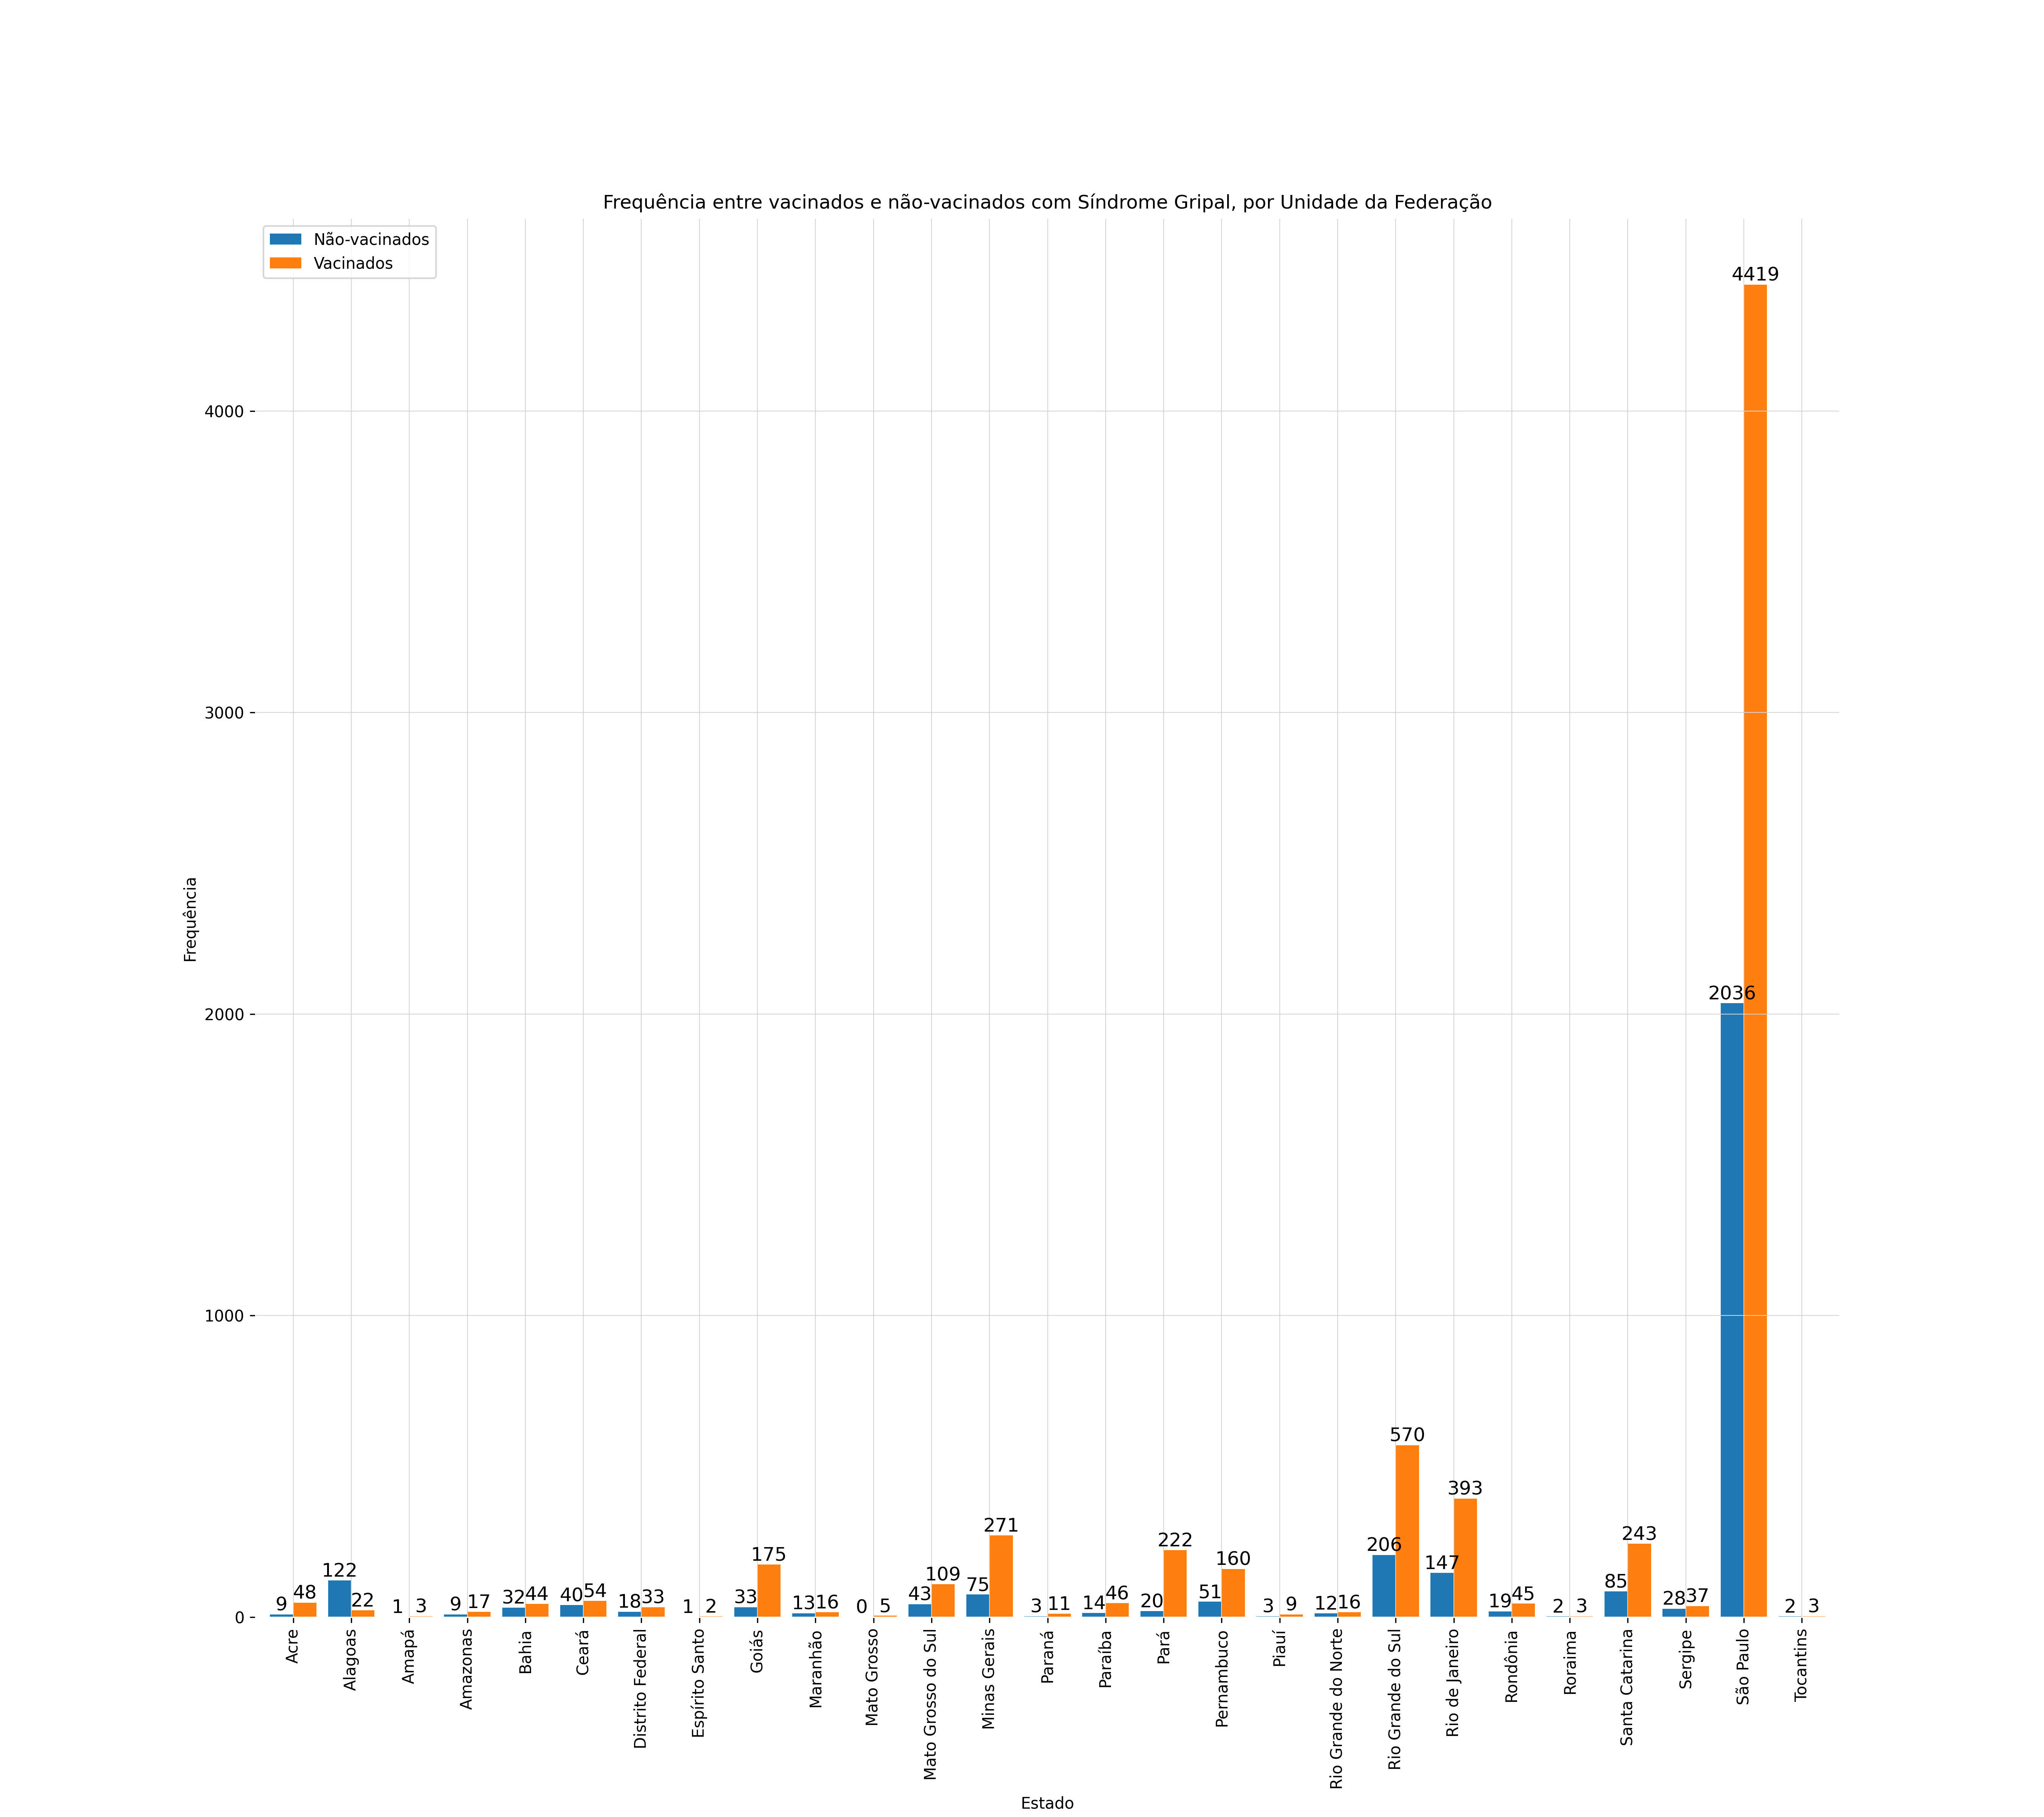 Frequência entre vacinados e não-vacinados com Síndrome Gripal, por Unidade da Federação
Não-vacinados
Vacinados
Frequência
4000
3000
2000
1000
0
9 48
122 22
1 3
9 17
32 44
40 54
18 33
1 2
33 175
13 16
0 5
43 109
75 271
3 11
14 46
20 222
51 160
3 9
12 16
206 570
147 393
19 45
2 3
85 243
28 37
2036 4419
2 3
Acre
Alagoas
Amapá
Amazonas
Bahia
Ceará
Distrito Federal
Espírito Santo
Goiás
Maranhão
Mato Grosso
Mato Grosso do Sul
Minas Gerais
Paraná
Paraíba
Pará
Pernambuco
Piauí
Rio Grande do Norte
Rio Grande do Sul
Rio de Janeiro
Rondônia
Roraima
Santa Catarina
Sergipe
São Paulo
Tocantins
Estado